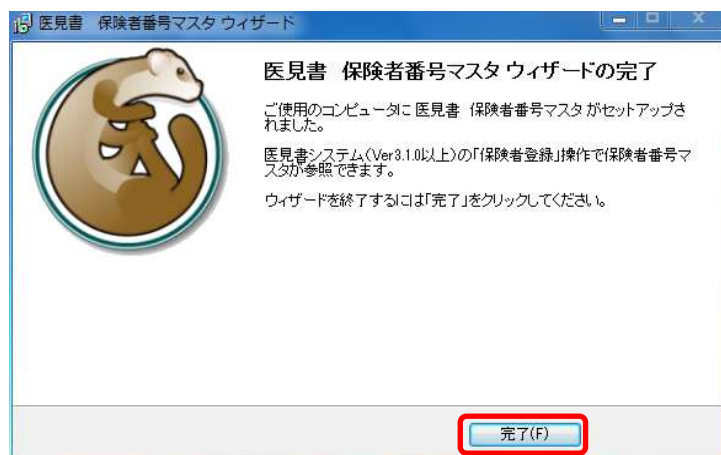 医見書 保険者番号マスタ ウィザード
医見書 保険者番号マスタ ウィザードの完了
ご使用のコンピュータに 医見書 保険者番号マスタ がセットアップさ
れました。
医見書システム(Ver3.1.0以上)の「保険者登録」操作で保険者番号マ
スタが参照できます。
ウィザードを終了するには「完了」をクリックしてください。
完了(F)